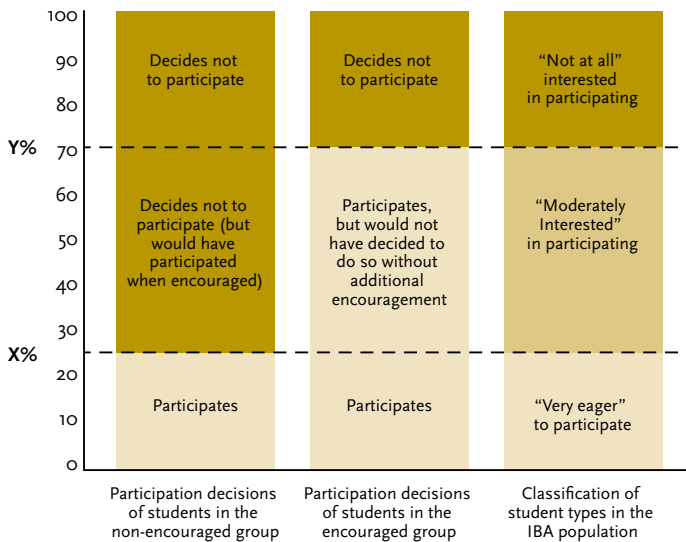 100
90
80
Y%
70
60
50
40
30
X%
20
10
0
Decides not
to participate
Decides not to
participate (but
would have
participated
when encouraged)
Participates
Decides not
to participate
Participates,
but would not
have decided to
do so without
additional
encouragement
Participates
“Not at all”
interested
in participating
“Moderately
Interested”
in participating
“Very eager”
to participate
Participation decisions
of students in the
non-encouraged group
Participation decisions
of students in the
encouraged group
Classification of
student types in the
IBA population